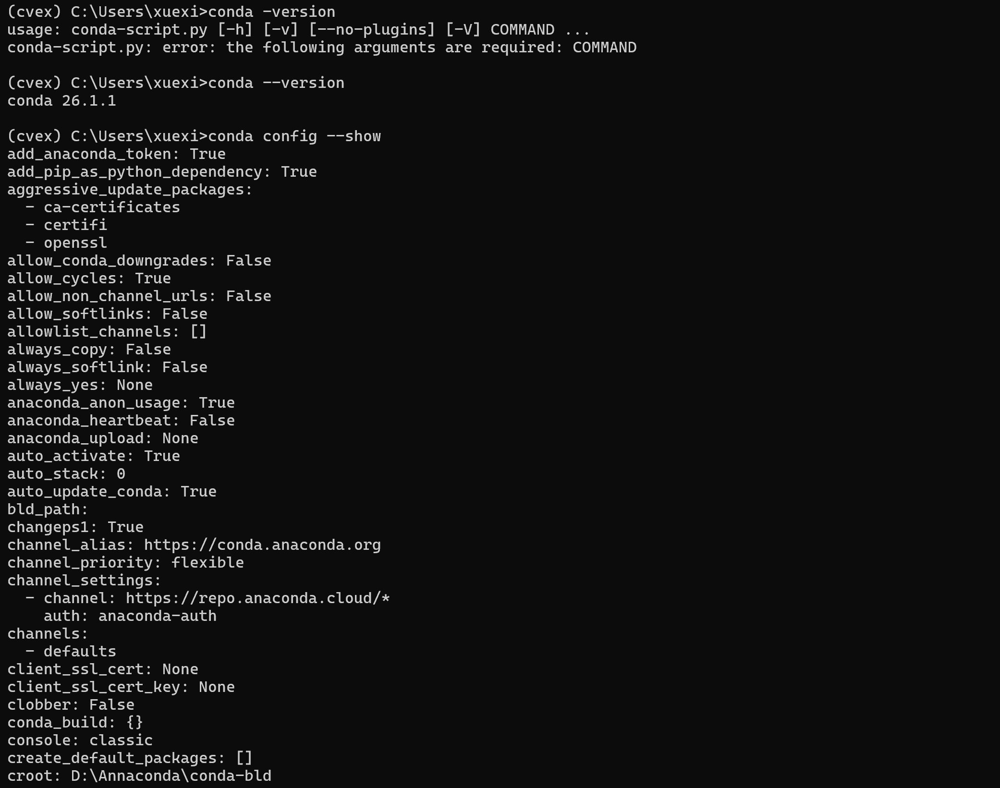 (cvex) C:\Users\xuexi>conda -version
usage: conda-script.py [-h] [-v] [--no-plugins] [-V] COMMAND ...
conda-script.py: error: the following arguments are required: COMMAND

(cvex) C:\Users\xuexi>conda --version
conda 26.1.1

(cvex) C:\Users\xuexi>conda config --show
add_anaconda_token: True
add_pip_as_python_dependency: True
aggressive_update_packages:
  - ca-certificates
  - certifi
  - openssl
allow_conda_downgrades: False
allow_cycles: True
allow_non_channel_urls: False
allow_softlinks: False
allowlist_channels: []
always_copy: False
always_softlink: False
always_yes: None
anaconda_anon_usage: True
anaconda_heartbeat: False
anaconda_upload: None
auto_activate: True
auto_stack: 0
auto_update_conda: True
bld_path:
changeps1: True
channel_alias: https://conda.anaconda.org
channel_priority: flexible
channel_settings:
  - channel: https://repo.anaconda.cloud/*
    auth: anaconda-auth
channels:
  - defaults
client_ssl_cert: None
client_ssl_cert_key: None
clobber: False
conda_build: {}
console: classic
create_default_packages: []
croot: D:\Annaconda\conda-bld